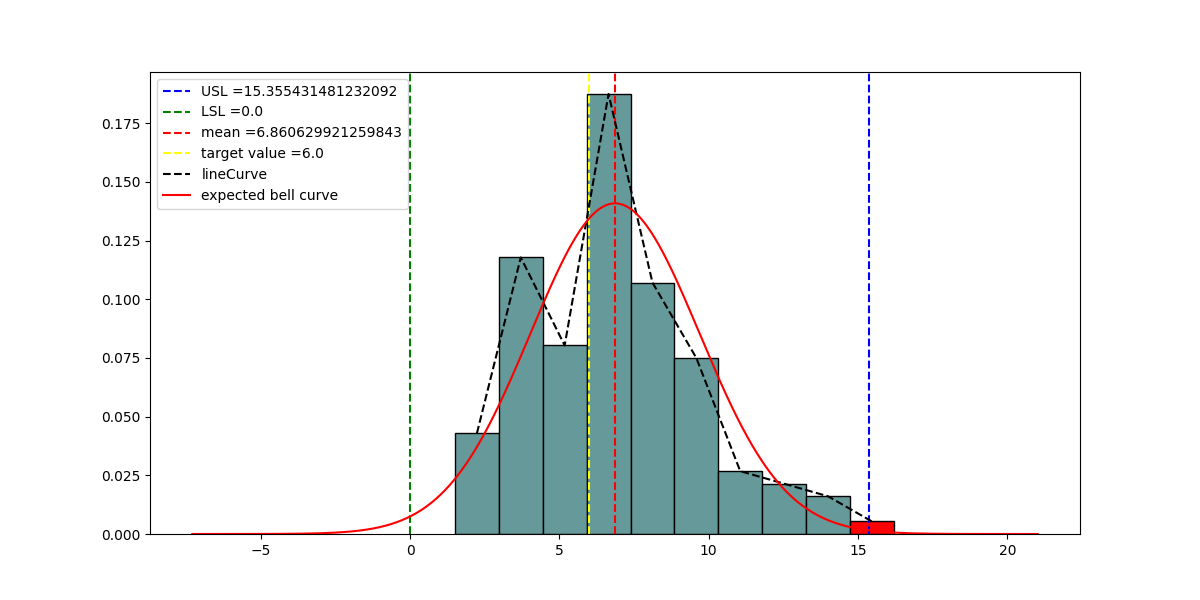 USL =15.355431481232092
LSL =0.0
mean =6.860629921259843
target value =6.0
lineCurve
expected bell curve
0.175
0.150
0.125
0.100
0.075
0.050
0.025
0.000
−5 0 5 10 15 20